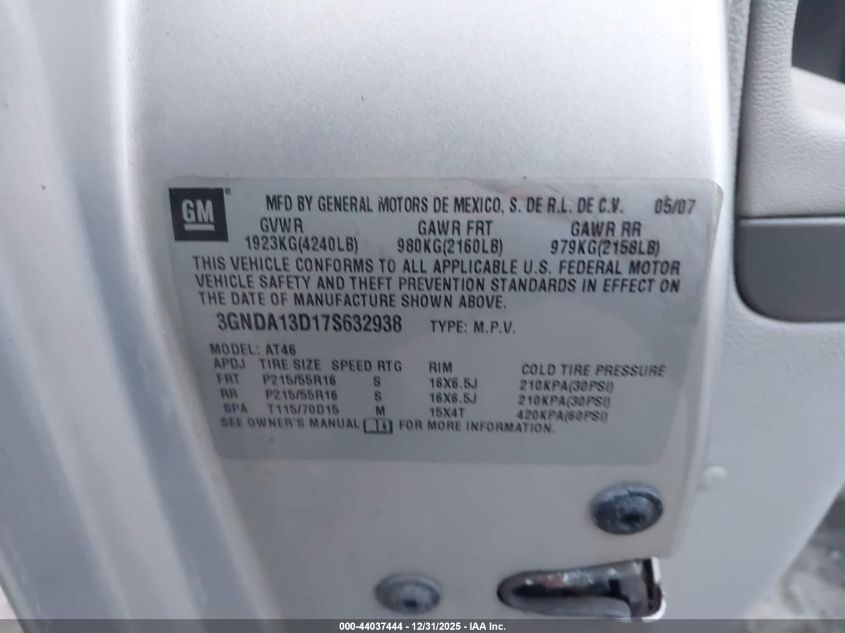 GM ® MFD BY GENERAL MOTORS DE MEXICO, S. DE R.L. DE C.V. 05/07
GVWR GAWR FRT GAWR RR
1923KG(4240LB) 980KG(2160LB) 979KG(2158LB)
THIS VEHICLE CONFORMS TO ALL APPLICABLE U.S. FEDERAL MOTOR
VEHICLE SAFETY AND THEFT PREVENTION STANDARDS IN EFFECT ON
THE DATE OF MANUFACTURE SHOWN ABOVE.
3GNDA13D17S632938 TYPE: M.P.V.
MODEL: AT46
APDJ TIRE SIZE SPEED RTG RIM COLD TIRE PRESSURE
FRT P215/55R16 S 16X6.5J 210KPA(30PSI)
RR P215/55R16 S 16X6.5J 210KPA(30PSI)
SPA T115/70D15 M 15X4T 420KPA(60PSI)
SEE OWNER'S MANUAL FOR MORE INFORMATION.
000-44037444 - 12/31/2025 - IAA Inc.